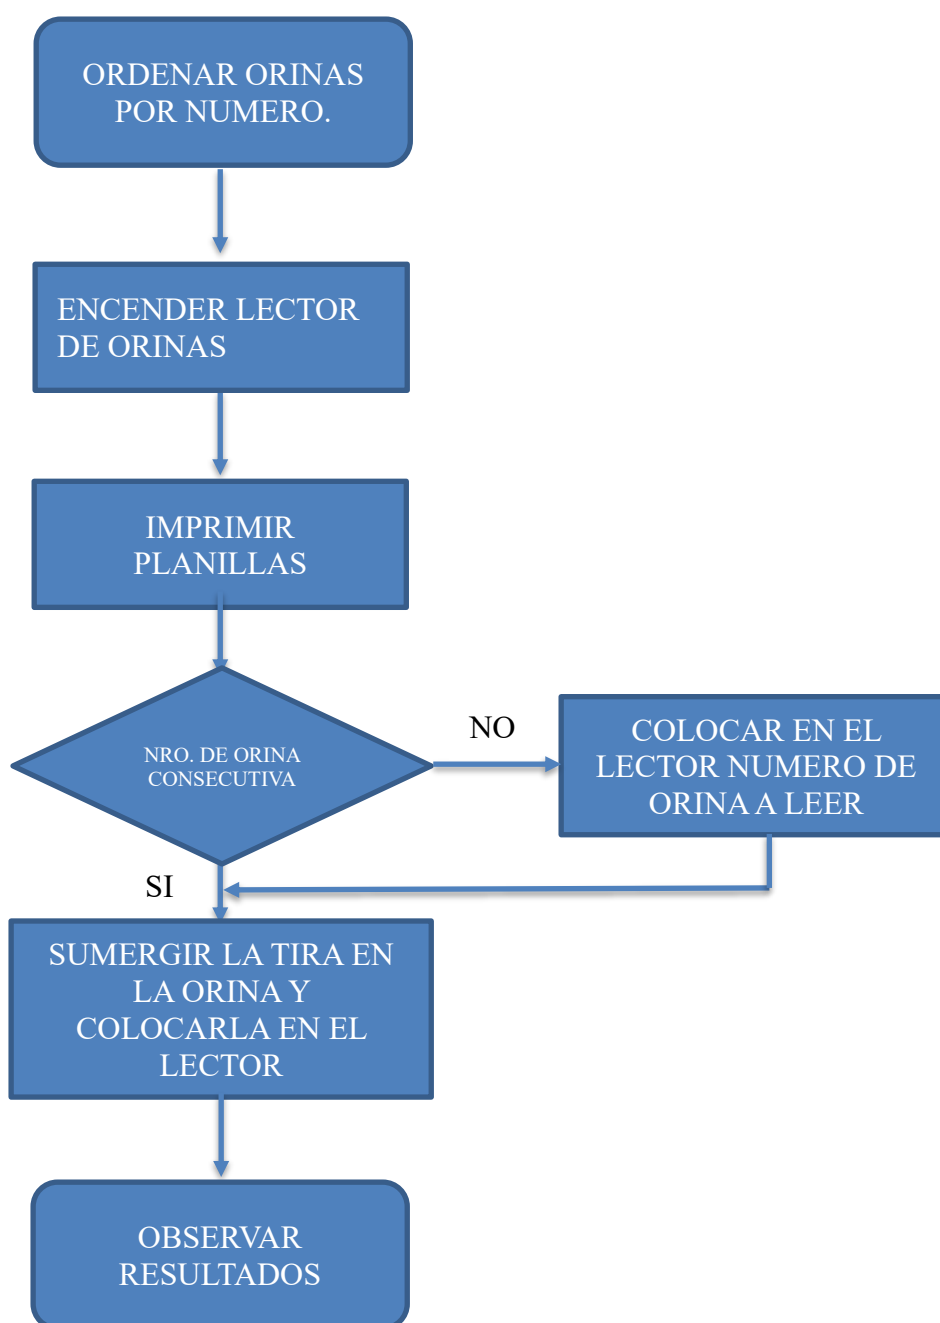 ORDENAR ORINAS
POR NUMERO.
ENCENDER LECTOR
DE ORINAS
IMPRIMIR
PLANILLAS
NRO. DE ORINA
CONSECUTIVA
NO
COLOCAR EN EL
LECTOR NUMERO DE
ORINA A LEER
SI
SUMERGIR LA TIRA EN
LA ORINA Y
COLOCARLA EN EL
LECTOR
OBSERVAR
RESULTADOS